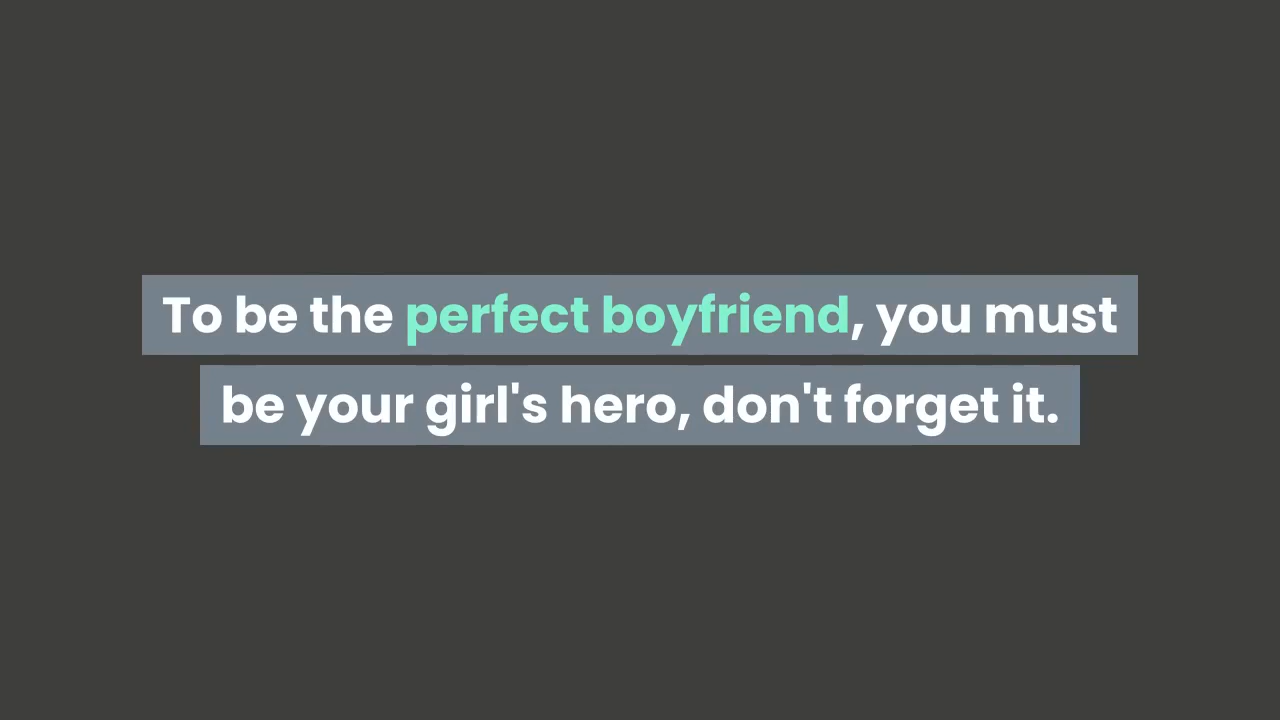 To be the perfect boyfriend, you must
be your girl's hero, don't forget it.